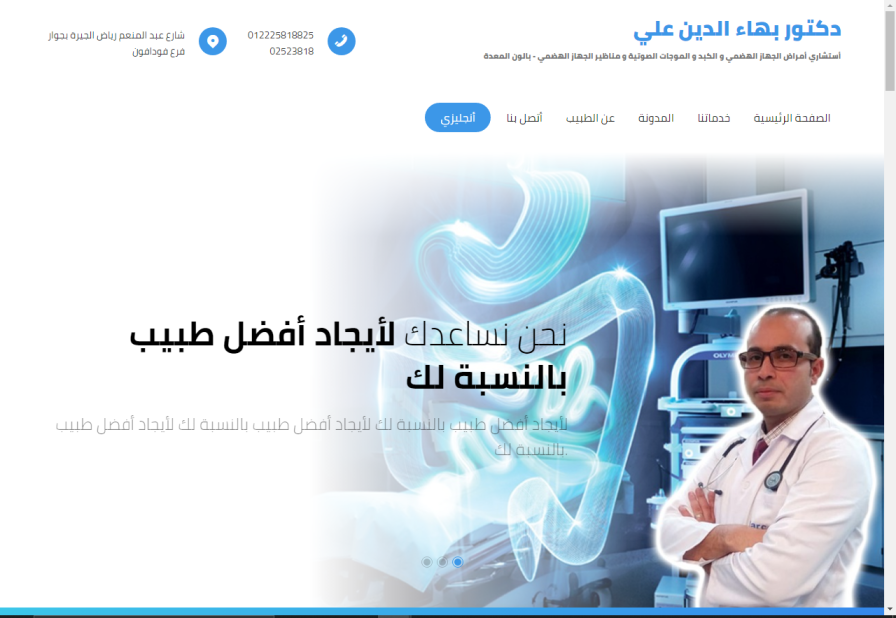 دكتور بهاء الدين علي
أستشاري أمراض الجهاز الهضمي و الكبد و الموجات الصوتية و مناظير الجهاز الهضمي - بالون المعدة
012225818825
02523818
شارع عبد المنعم رياض الجيزة بجوار
فرع فودافون
الصفحة الرئيسية
خدماتنا
المدونة
عن الطبيب
أتصل بنا
أنجليزي
نحن نساعدك لأيجاد أفضل طبيب
بالنسبة لك
لأيجاد أفضل طبيب بالنسبة لك لأيجاد أفضل طبيب بالنسبة لك لأيجاد أفضل طبيب
بالنسبة لك.